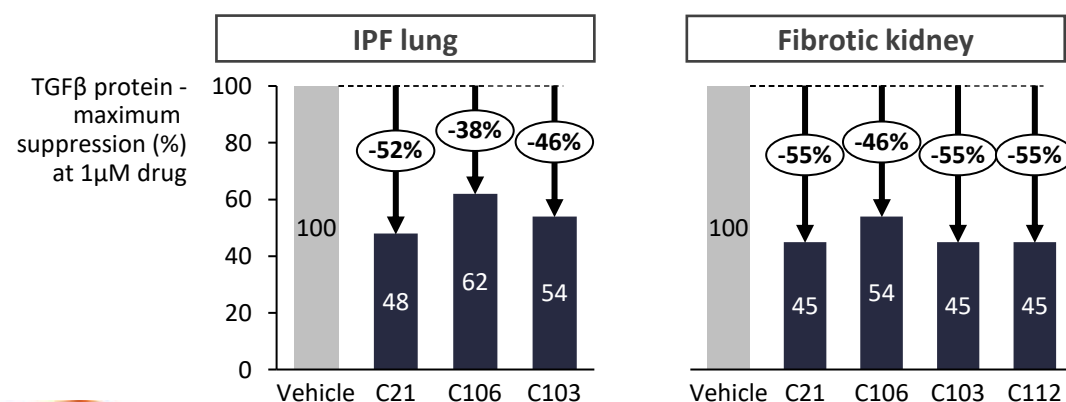 IPF lung
Fibrotic kidney
TGFβ protein -
maximum
suppression (%)
at 1µM drug
100
80
60
40
20
0
-52%
-38%
-46%
100
48
62
54
Vehicle C21 C106 C103
-55%
-46%
-55%
-55%
100
45
54
45
45
Vehicle C21 C106 C103 C112